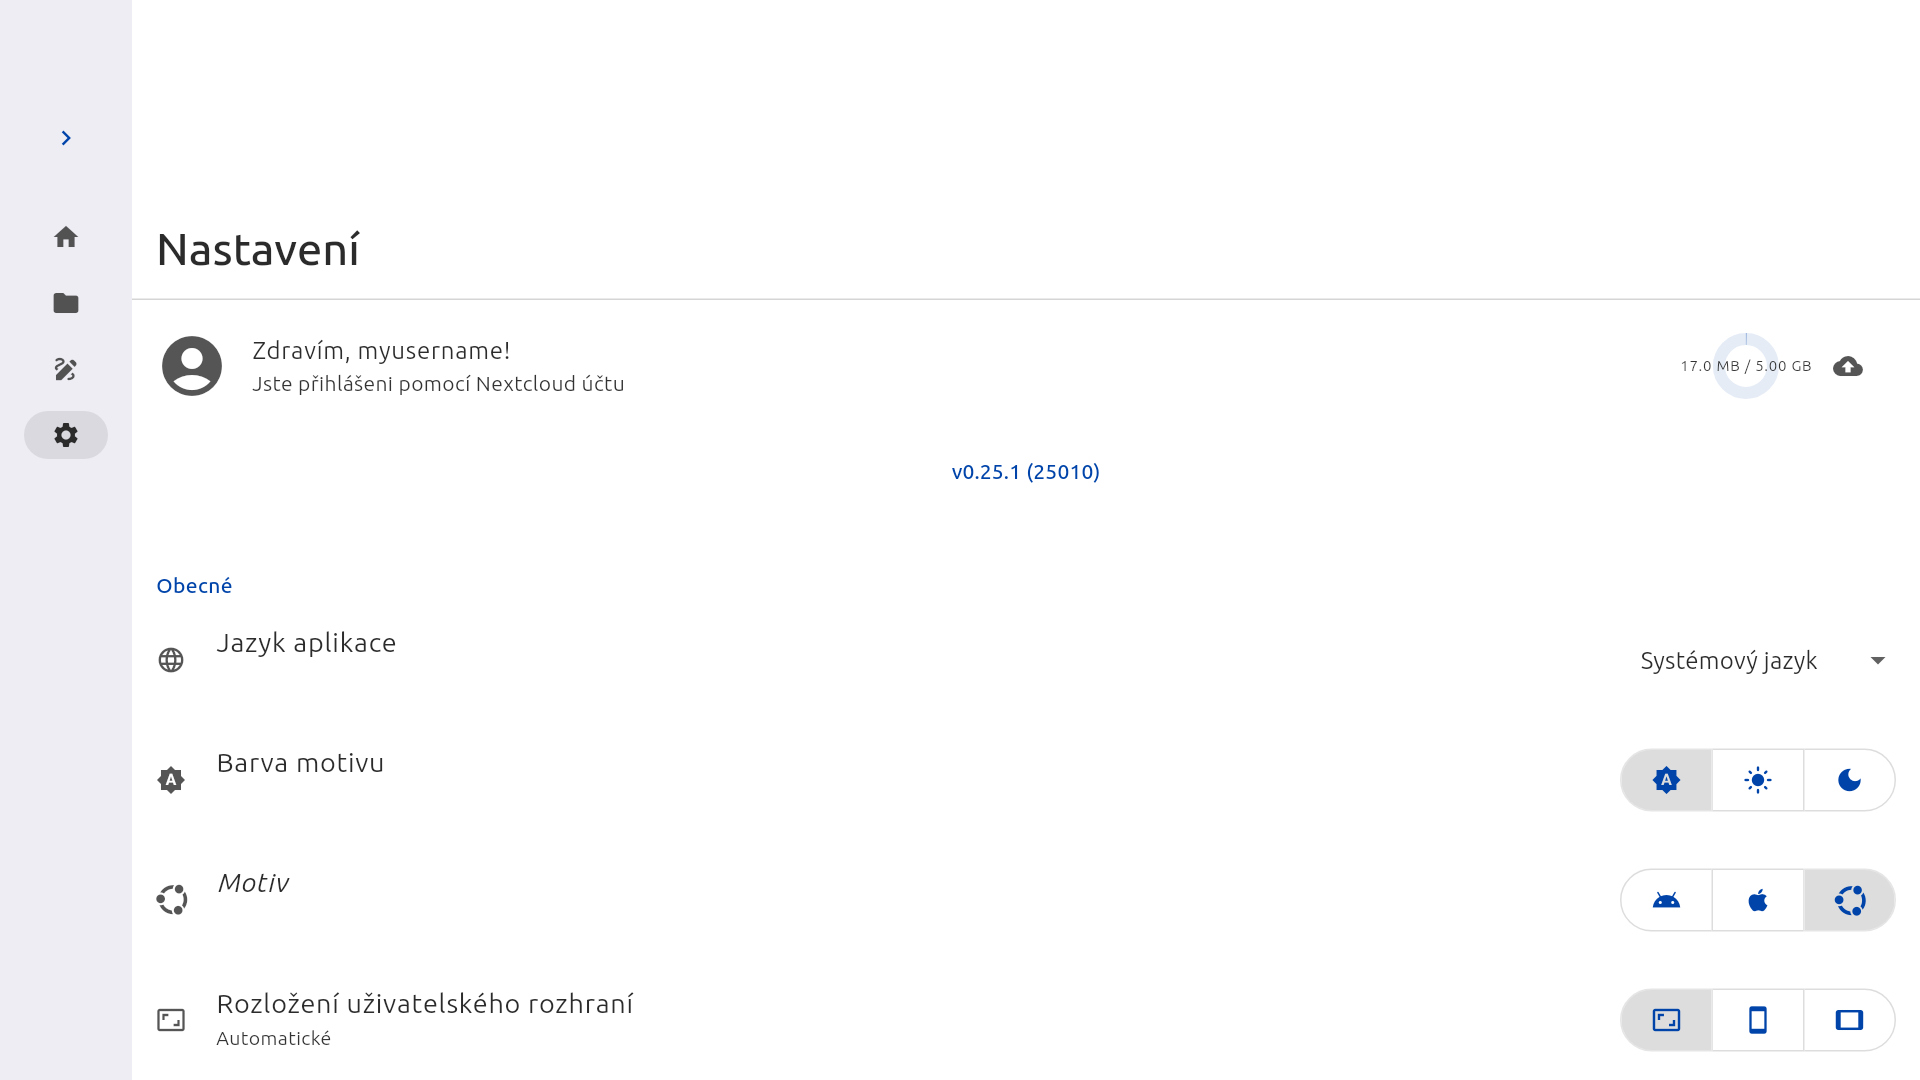 Nastavení
Zdravím, myusername!
Jste přihlášeni pomocí Nextcloud účtu
17.0 MB / 5.00 GB
v0.25.1 (25010)
Obecné
Jazyk aplikace
Systémový jazyk
Barva motivu
Motiv
Rozložení uživatelského rozhraní
Automatické